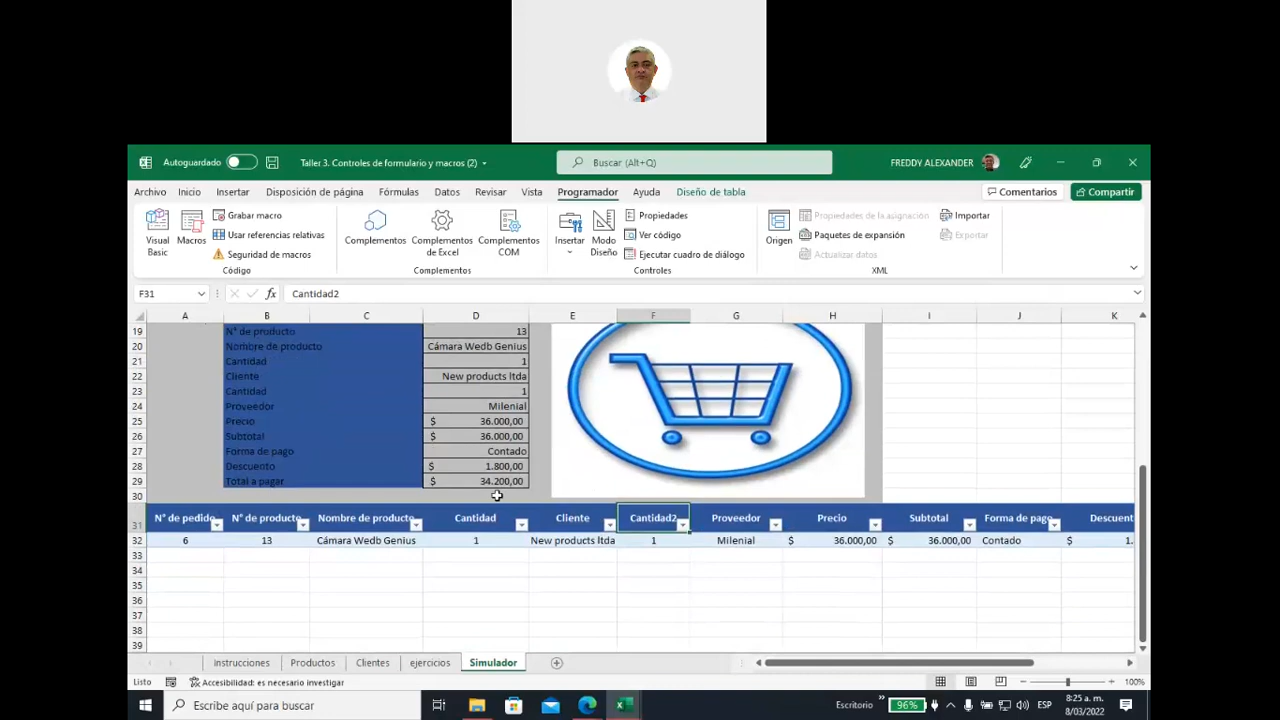 Autoguardado
Taller 3. Controles de formulario y macros (2)
Buscar (Alt+Q)
FREDDY ALEXANDER
Archivo Inicio Insertar Disposición de página Fórmulas Datos Revisar Vista Programador Ayuda Diseño de tabla
Comentarios Compartir
Visual Basic
Macros
Grabar macro
Usar referencias relativas
Seguridad de macros
Código
Complementos
Complementos de Excel
Complementos COM
Complementos
Insertar
Modo Diseño
Propiedades
Ver código
Ejecutar cuadro de diálogo
Controles
Origen
Propiedades de la asignación
Paquetes de expansión
Actualizar datos
Importar
Exportar
XML
F31 fx Cantidad2
A B C D E F G H I J K
19 N° de producto 13
20 Nombre de producto Cámara Wedb Genius
21 Cantidad 1
22 Cliente New products ltda
23 Cantidad 1
24 Proveedor Milenial
25 Precio $ 36.000,00
26 Subtotal $ 36.000,00
27 Forma de pago Contado
28 Descuento $ 1.800,00
29 Total a pagar $ 34.200,00
30
31 N° de pedido N° de producto Nombre de producto Cantidad Cliente Cantidad2 Proveedor Precio Subtotal Forma de pago Descuent
32 6 13 Cámara Wedb Genius 1 New products ltda 1 Milenial $ 36.000,00 $ 36.000,00 Contado $ 1.
33
34
35
36
37
38
39
Instrucciones Productos Clientes ejercicios Simulador
Listo Accesibilidad: es necesario investigar 100%
Escribe aquí para buscar
Escritorio 96% ESP
8:25 a. m.
8/03/2022